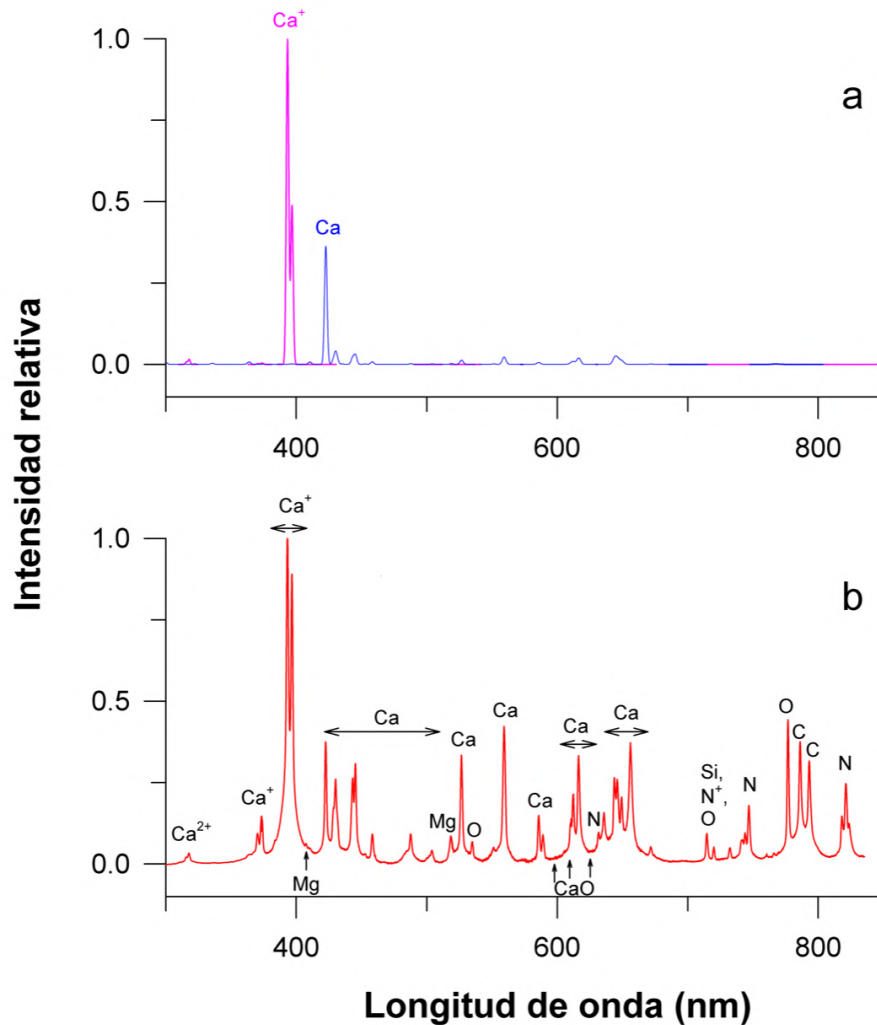 Ca⁺
1.0
a
Ca
0.5
0.0
400
600
800
Intensidad relativa
Ca⁺
1.0
b
0.5
Ca
Ca
Ca
Ca
Ca
O
C
C
N
Si,
N⁺,
O
N
Ca²⁺
Ca⁺
Mg
O
Ca
N
0.0
Mg
CaO
400
600
800
Longitud de onda (nm)